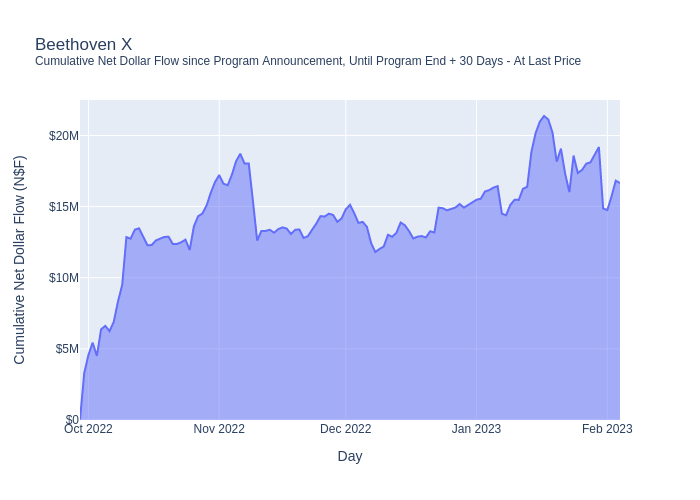 Beethoven X
Cumulative Net Dollar Flow since Program Announcement, Until Program End + 30 Days - At Last Price
Cumulative Net Dollar Flow (N$F)
$20M
$15M
$10M
$5M
$0
Oct 2022
Nov 2022
Dec 2022
Jan 2023
Feb 2023
Day